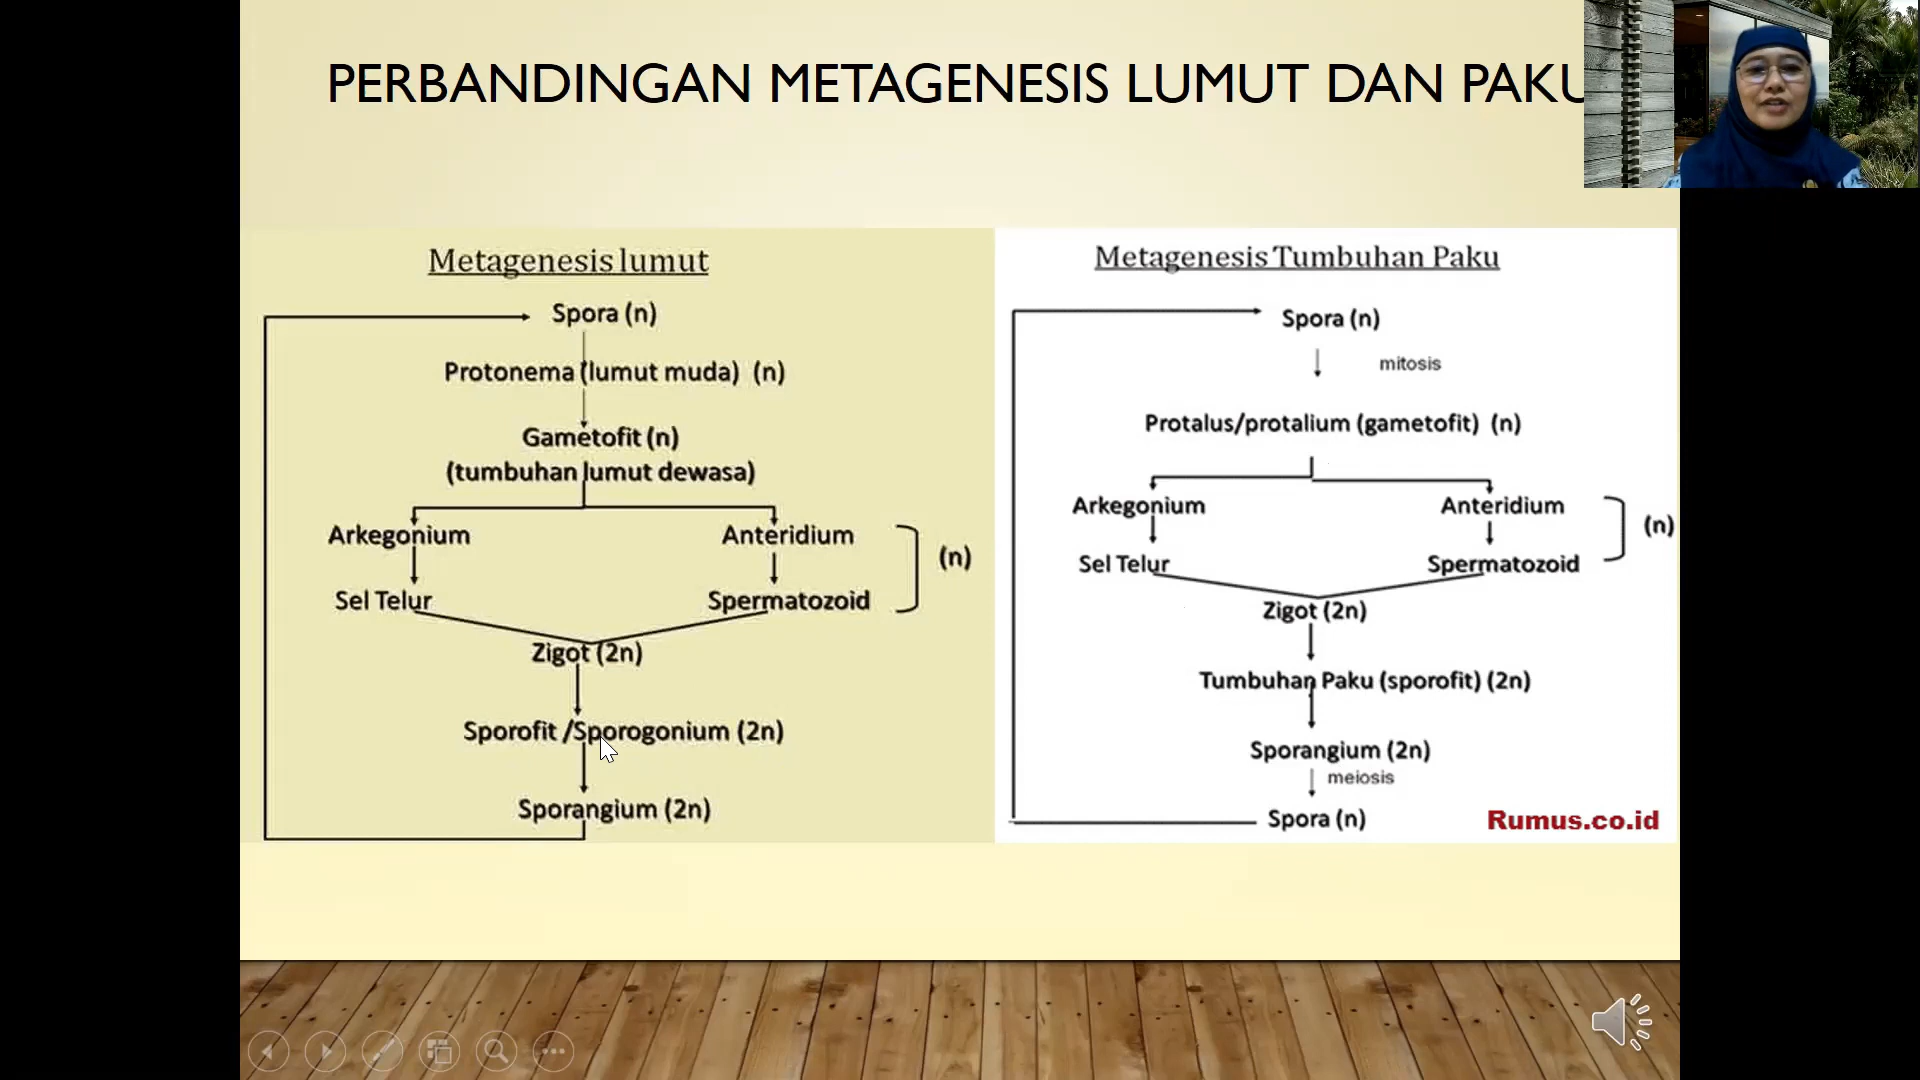 PERBANDINGAN METAGENESIS LUMUT DAN PAKU
Metagenesis lumut
Spora (n)
Protonema (lumut muda) (n)
Gametofit (n)
(tumbuhan lumut dewasa)
Arkegonium Anteridium
(n)
Sel Telur Spermatozoid
Zigot (2n)
Sporofit /Sporogonium (2n)
Sporangium (2n)
Metagenesis Tumbuhan Paku
Spora (n)
mitosis
Protalus/protalium (gametofit) (n)
Arkegonium Anteridium
(n)
Sel Telur Spermatozoid
Zigot (2n)
Tumbuhan Paku (sporofit) (2n)
Sporangium (2n)
meiosis
Spora (n)
Rumus.co.id